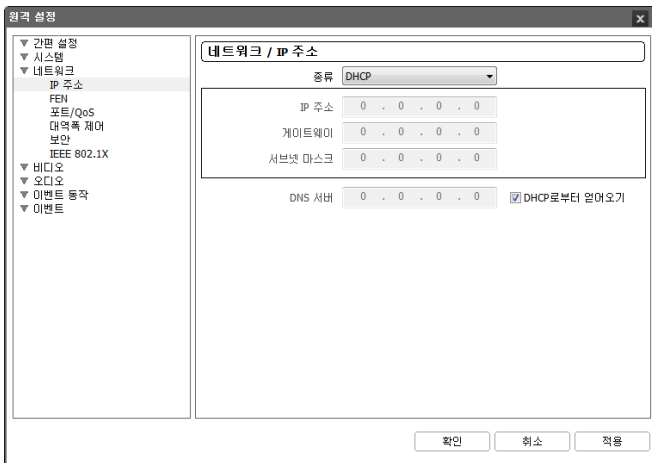 원격 설정
x
▼ 간편 설정
▼ 시스템
▼ 네트워크
IP 주소
FEN
포트/QoS
대역폭 제어
보안
IEEE 802.1X
▼ 비디오
▼ 오디오
▼ 이벤트 동작
▼ 이벤트
네트워크 / IP 주소
종류 DHCP
IP 주소 0 . 0 . 0 . 0
게이트웨이 0 . 0 . 0 . 0
서브넷 마스크 0 . 0 . 0 . 0
DNS 서버 0 . 0 . 0 . 0 DHCP로부터 얻어오기
확인 취소 적용